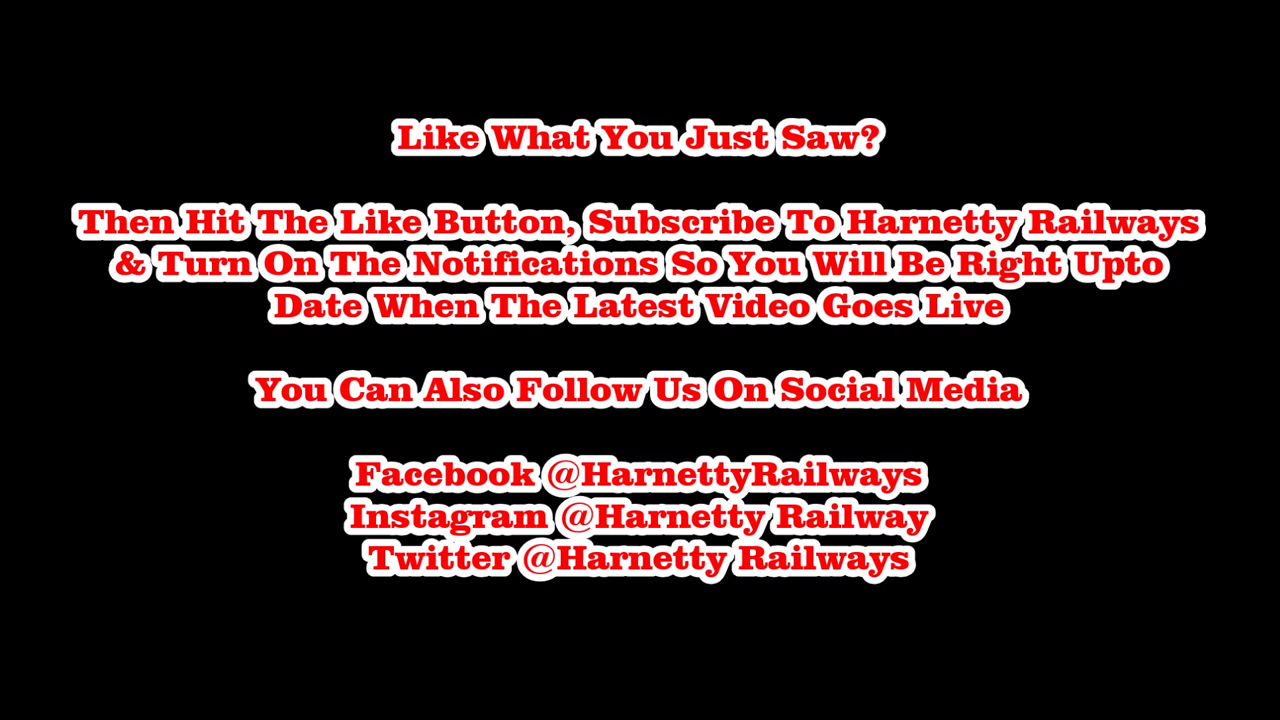 Like What You Just Saw?
Then Hit The Like Button, Subscribe To Harnetty Railways
& Turn On The Notifications So You Will Be Right Upto
Date When The Latest Video Goes Live
You Can Also Follow Us On Social Media
Facebook @HarnettyRailways
Instagram @Harnetty Railway
Twitter @Harnetty Railways